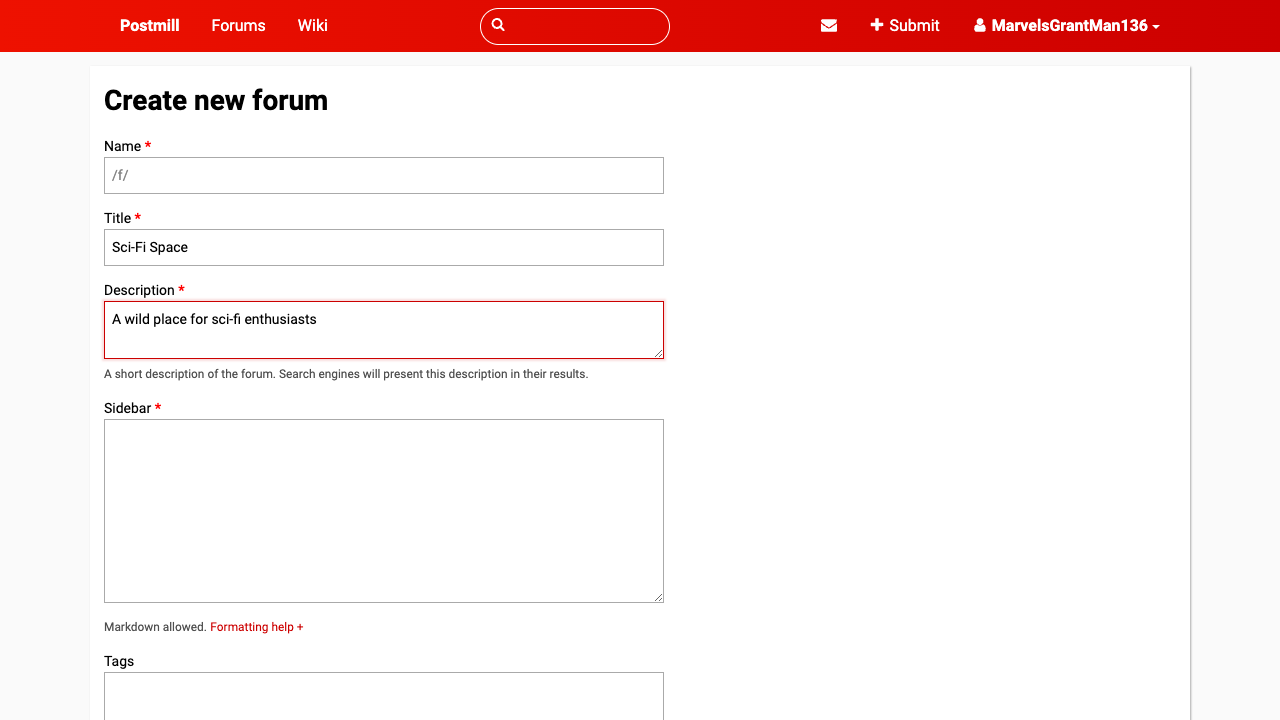 Postmill Forums Wiki Submit MarvelsGrantMan136
Create new forum
Name *
/f/
Title *
Sci-Fi Space
Description *
A wild place for sci-fi enthusiasts
A short description of the forum. Search engines will present this description in their results.
Sidebar *
Markdown allowed. Formatting help +
Tags